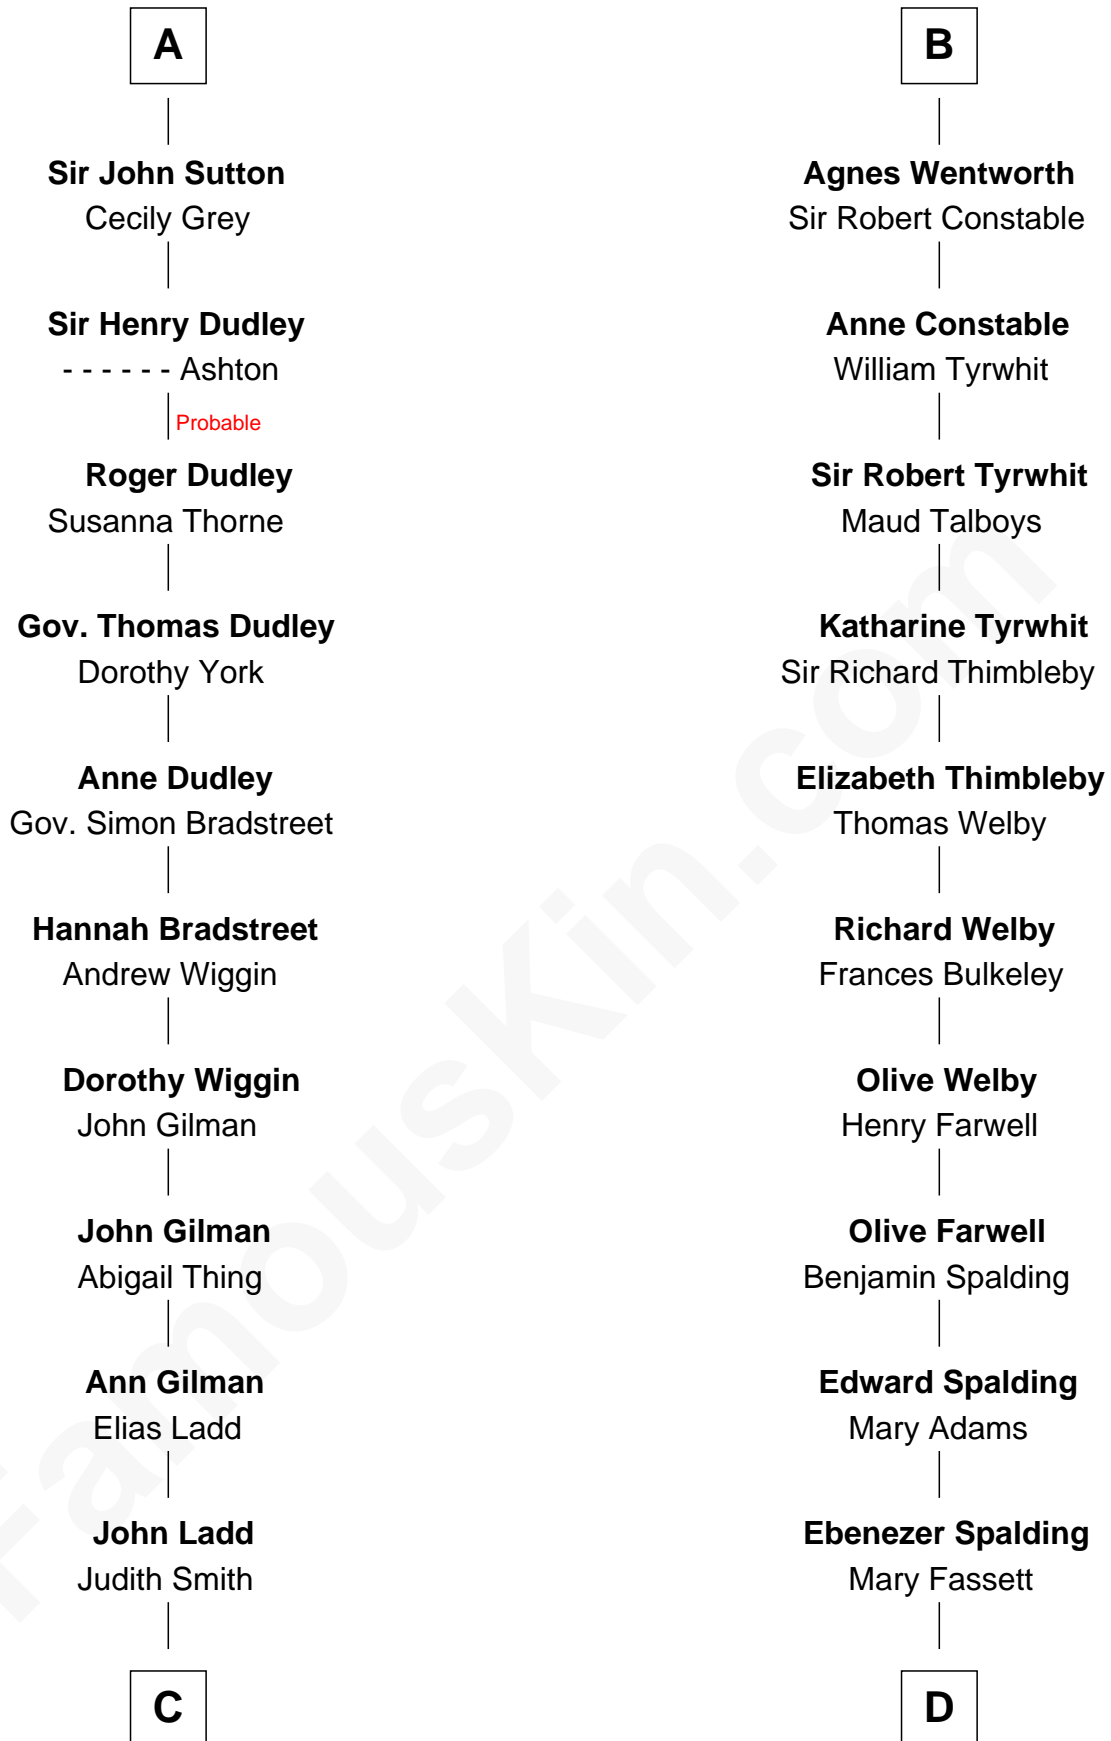 A
Sir John Sutton
Cecily Grey
Sir Henry Dudley
- - - - - - Ashton
Probable
Roger Dudley
Susanna Thorne
Gov. Thomas Dudley
Dorothy York
Anne Dudley
Gov. Simon Bradstreet
Hannah Bradstreet
Andrew Wiggin
Dorothy Wiggin
John Gilman
John Gilman
Abigail Thing
Ann Gilman
Elias Ladd
John Ladd
Judith Smith
C
B
Agnes Wentworth
Sir Robert Constable
Anne Constable
William Tyrwhit
Sir Robert Tyrwhit
Maud Talboys
Katharine Tyrwhit
Sir Richard Thimbleby
Elizabeth Thimbleby
Thomas Welby
Richard Welby
Frances Bulkeley
Olive Welby
Henry Farwell
Olive Farwell
Benjamin Spalding
Edward Spalding
Mary Adams
Ebenezer Spalding
Mary Fassett
D
FamousKin.com